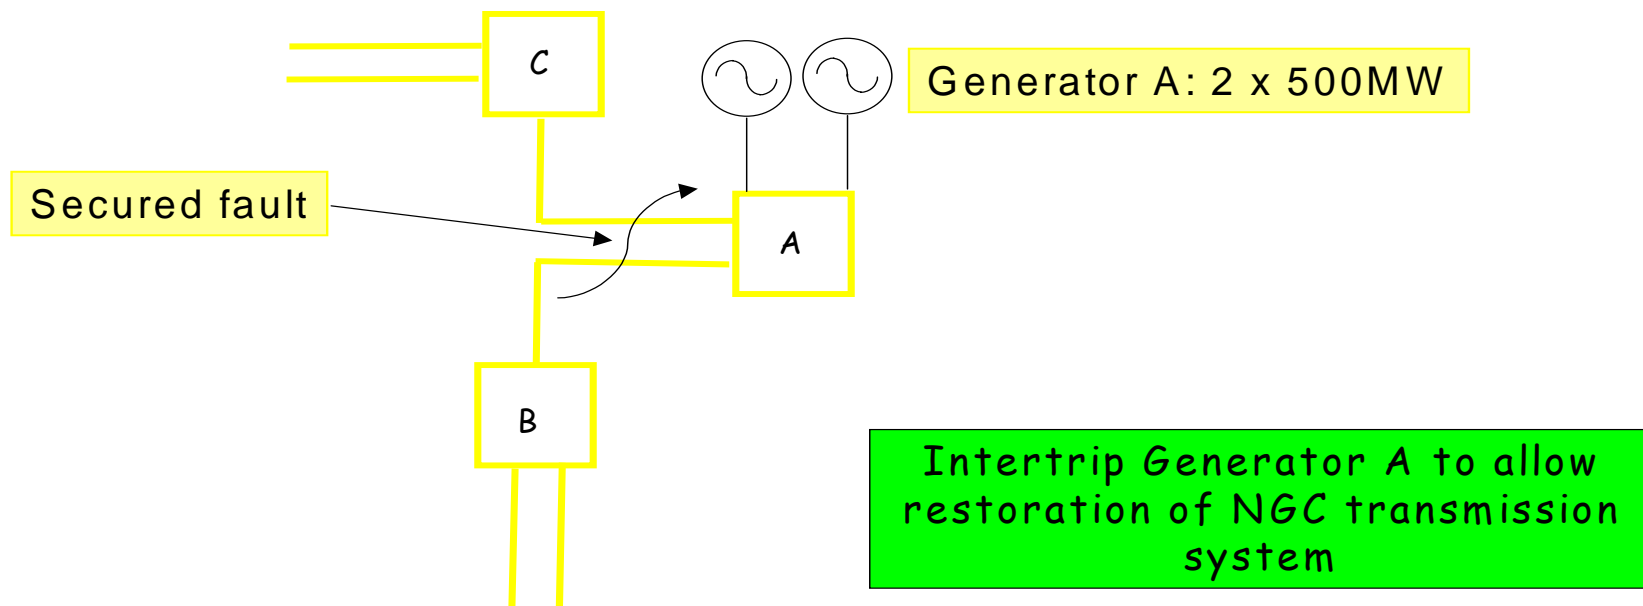 C
Generator A: 2 x 500MW
Secured fault
A
B
Intertrip Generator A to allow
restoration of NGC transmission
system